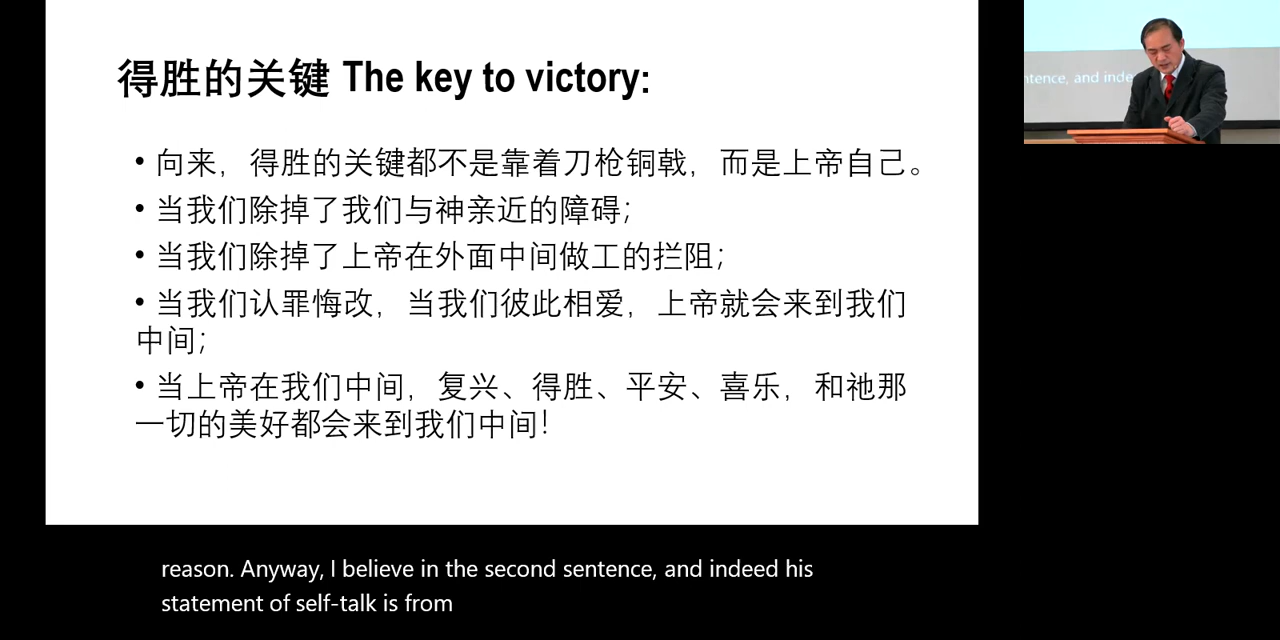 得胜的关键 The key to victory:
• 向来，得胜的关键都不是靠着刀枪铜戟，而是上帝自己。
• 当我们除掉了我们与神亲近的障碍；
• 当我们除掉了上帝在外面中间做工的拦阻；
• 当我们认罪悔改，当我们彼此相爱，上帝就会来到我们
中间；
• 当上帝在我们中间，复兴、得胜、平安、喜乐，和祂那
一切的美好都会来到我们中间！
ntence, and inde
reason. Anyway, I believe in the second sentence, and indeed his
statement of self-talk is from